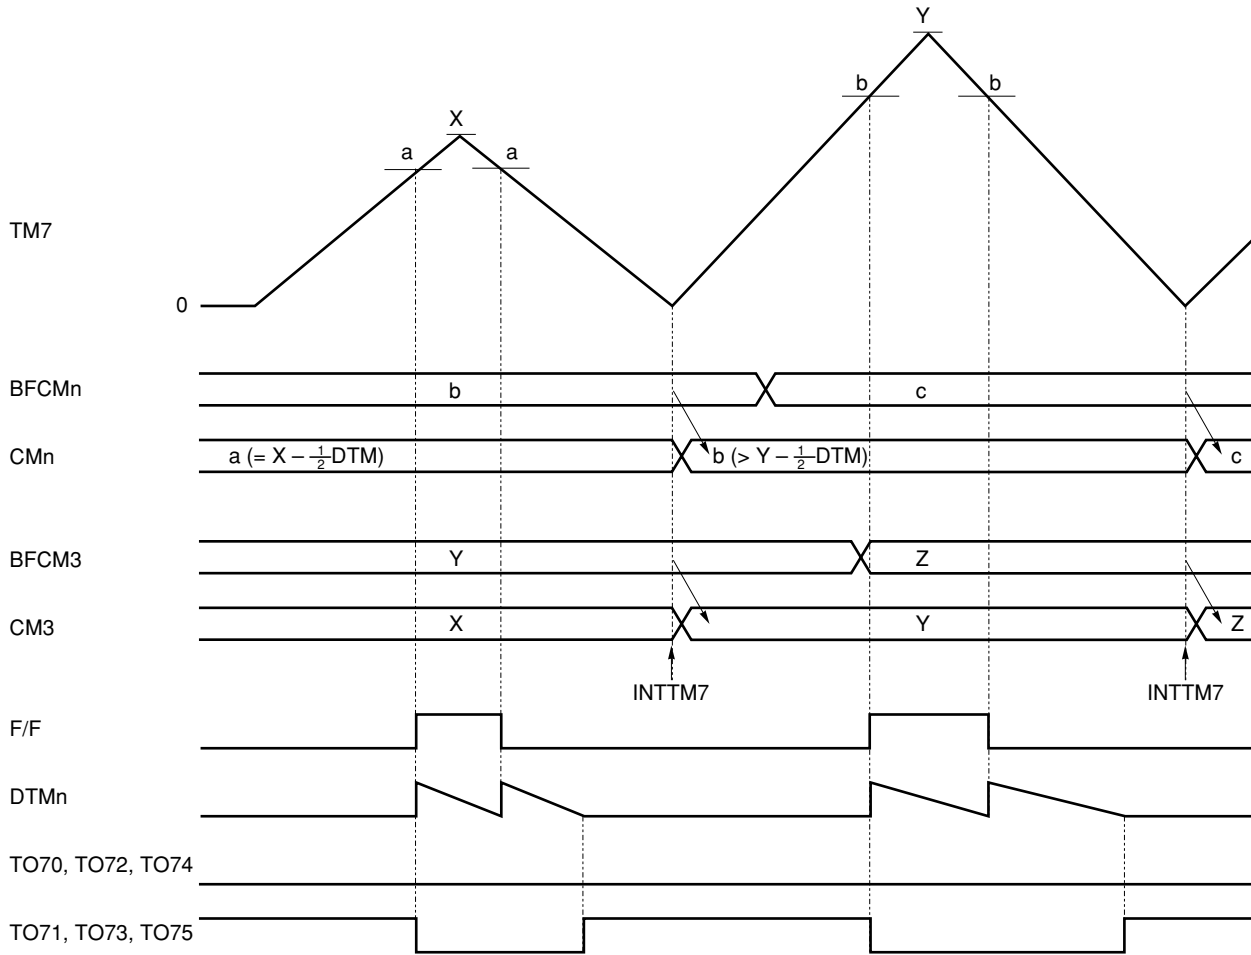 Y
b b
X
a a
TM7
0
BFCMn b c
CMn a (= X – 1/2 DTM) b (> Y – 1/2 DTM) c
BFCM3 Y Z
CM3 X Y Z
INTTM7 INTTM7
F/F
DTMn
TO70, TO72, TO74
TO71, TO73, TO75